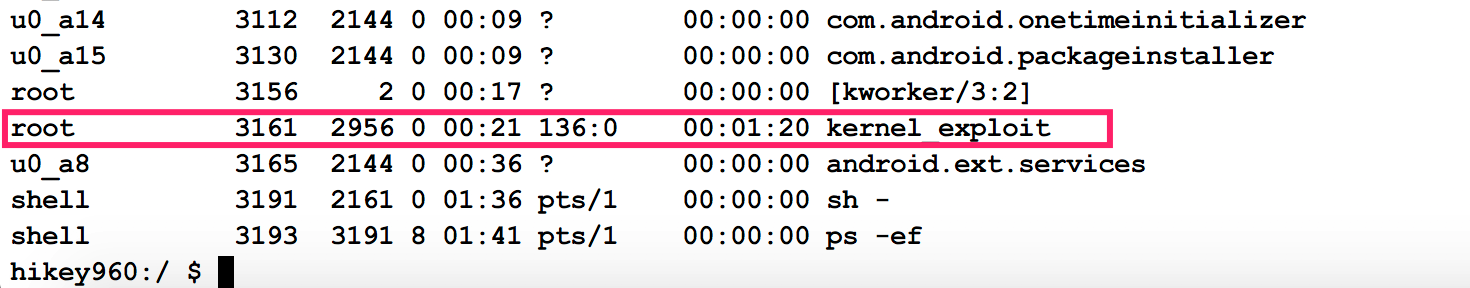 u0_a14 3112 2144 0 00:09 ? 00:00:00 com.android.onetimeinitializer
u0_a15 3130 2144 0 00:09 ? 00:00:00 com.android.packageinstaller
root 3156 2 0 00:17 ? 00:00:00 [kworker/3:2]
root 3161 2956 0 00:21 136:0 00:01:20 kernel_exploit
u0_a8 3165 2144 0 00:36 ? 00:00:00 android.ext.services
shell 3191 2161 0 01:36 pts/1 00:00:00 sh -
shell 3193 3191 8 01:41 pts/1 00:00:00 ps -ef
hikey960:/ $